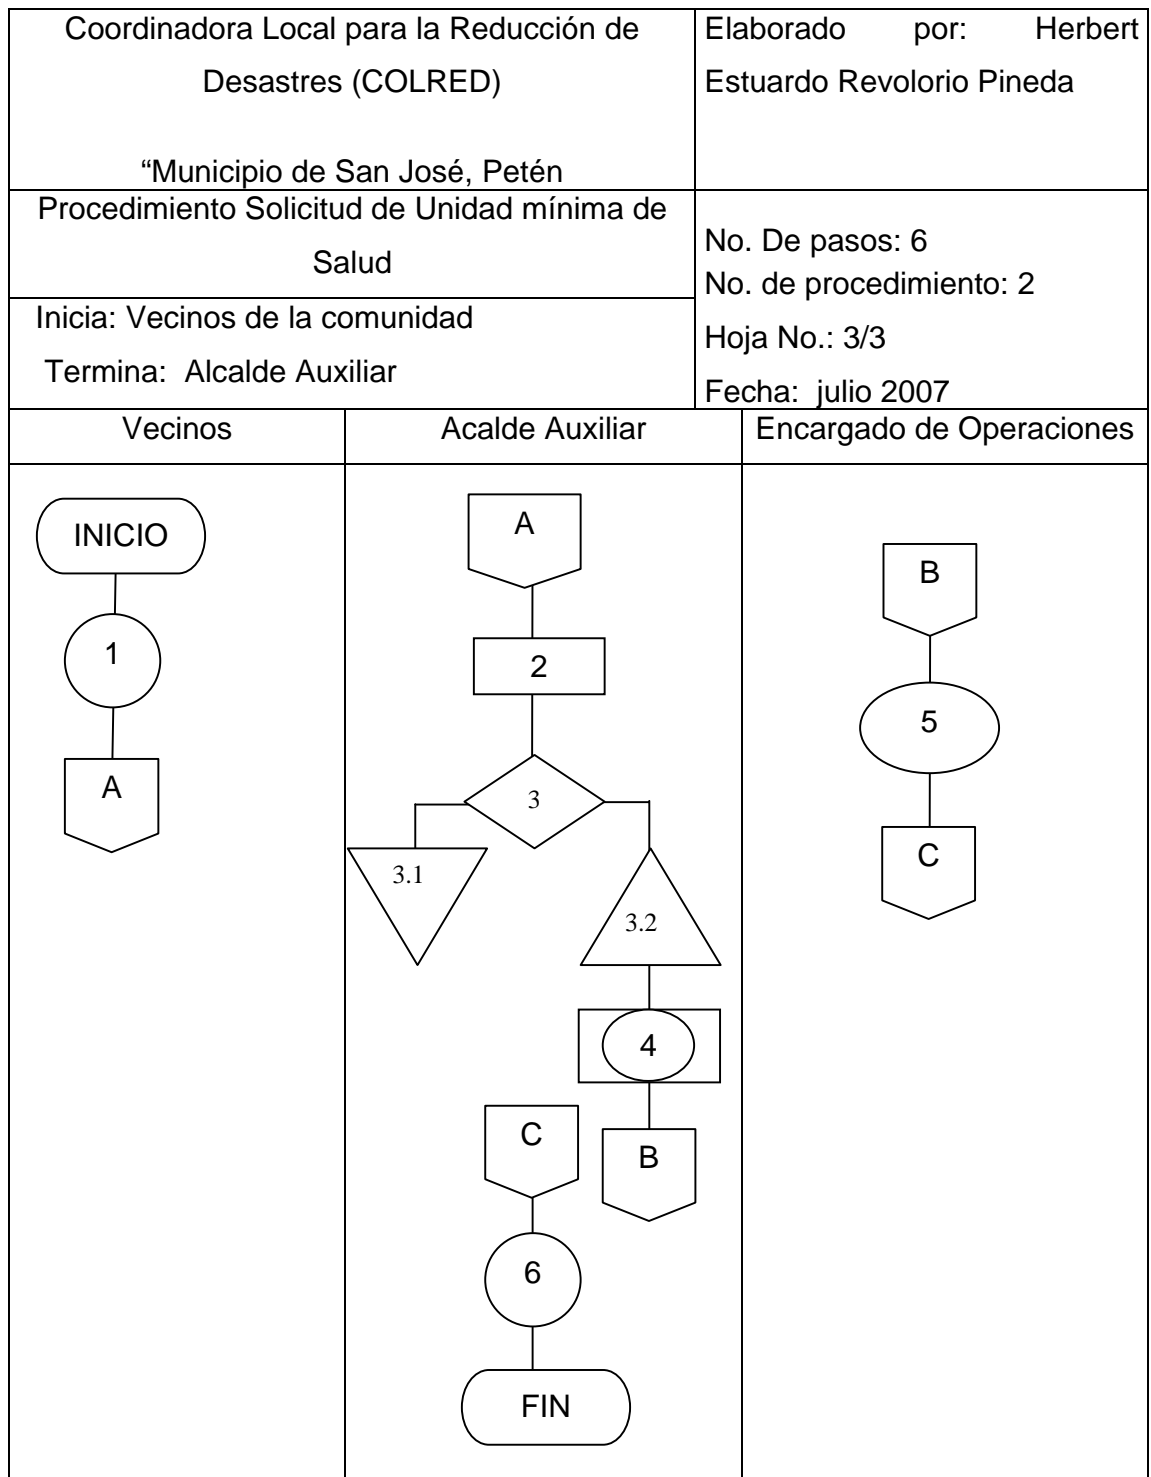 Coordinadora Local para la Reducción de
Desastres (COLRED)
“Municipio de San José, Petén
Elaborado por: Herbert
Estuardo Revolorio Pineda
Procedimiento Solicitud de Unidad mínima de
Salud
No. De pasos: 6
No. de procedimiento: 2
Hoja No.: 3/3
Fecha: julio 2007
Inicia: Vecinos de la comunidad
Termina: Alcalde Auxiliar
Vecinos
Acalde Auxiliar
Encargado de Operaciones
INICIO
1
A
A
2
3
3.1
3.2
4
B
C
6
FIN
B
5
C